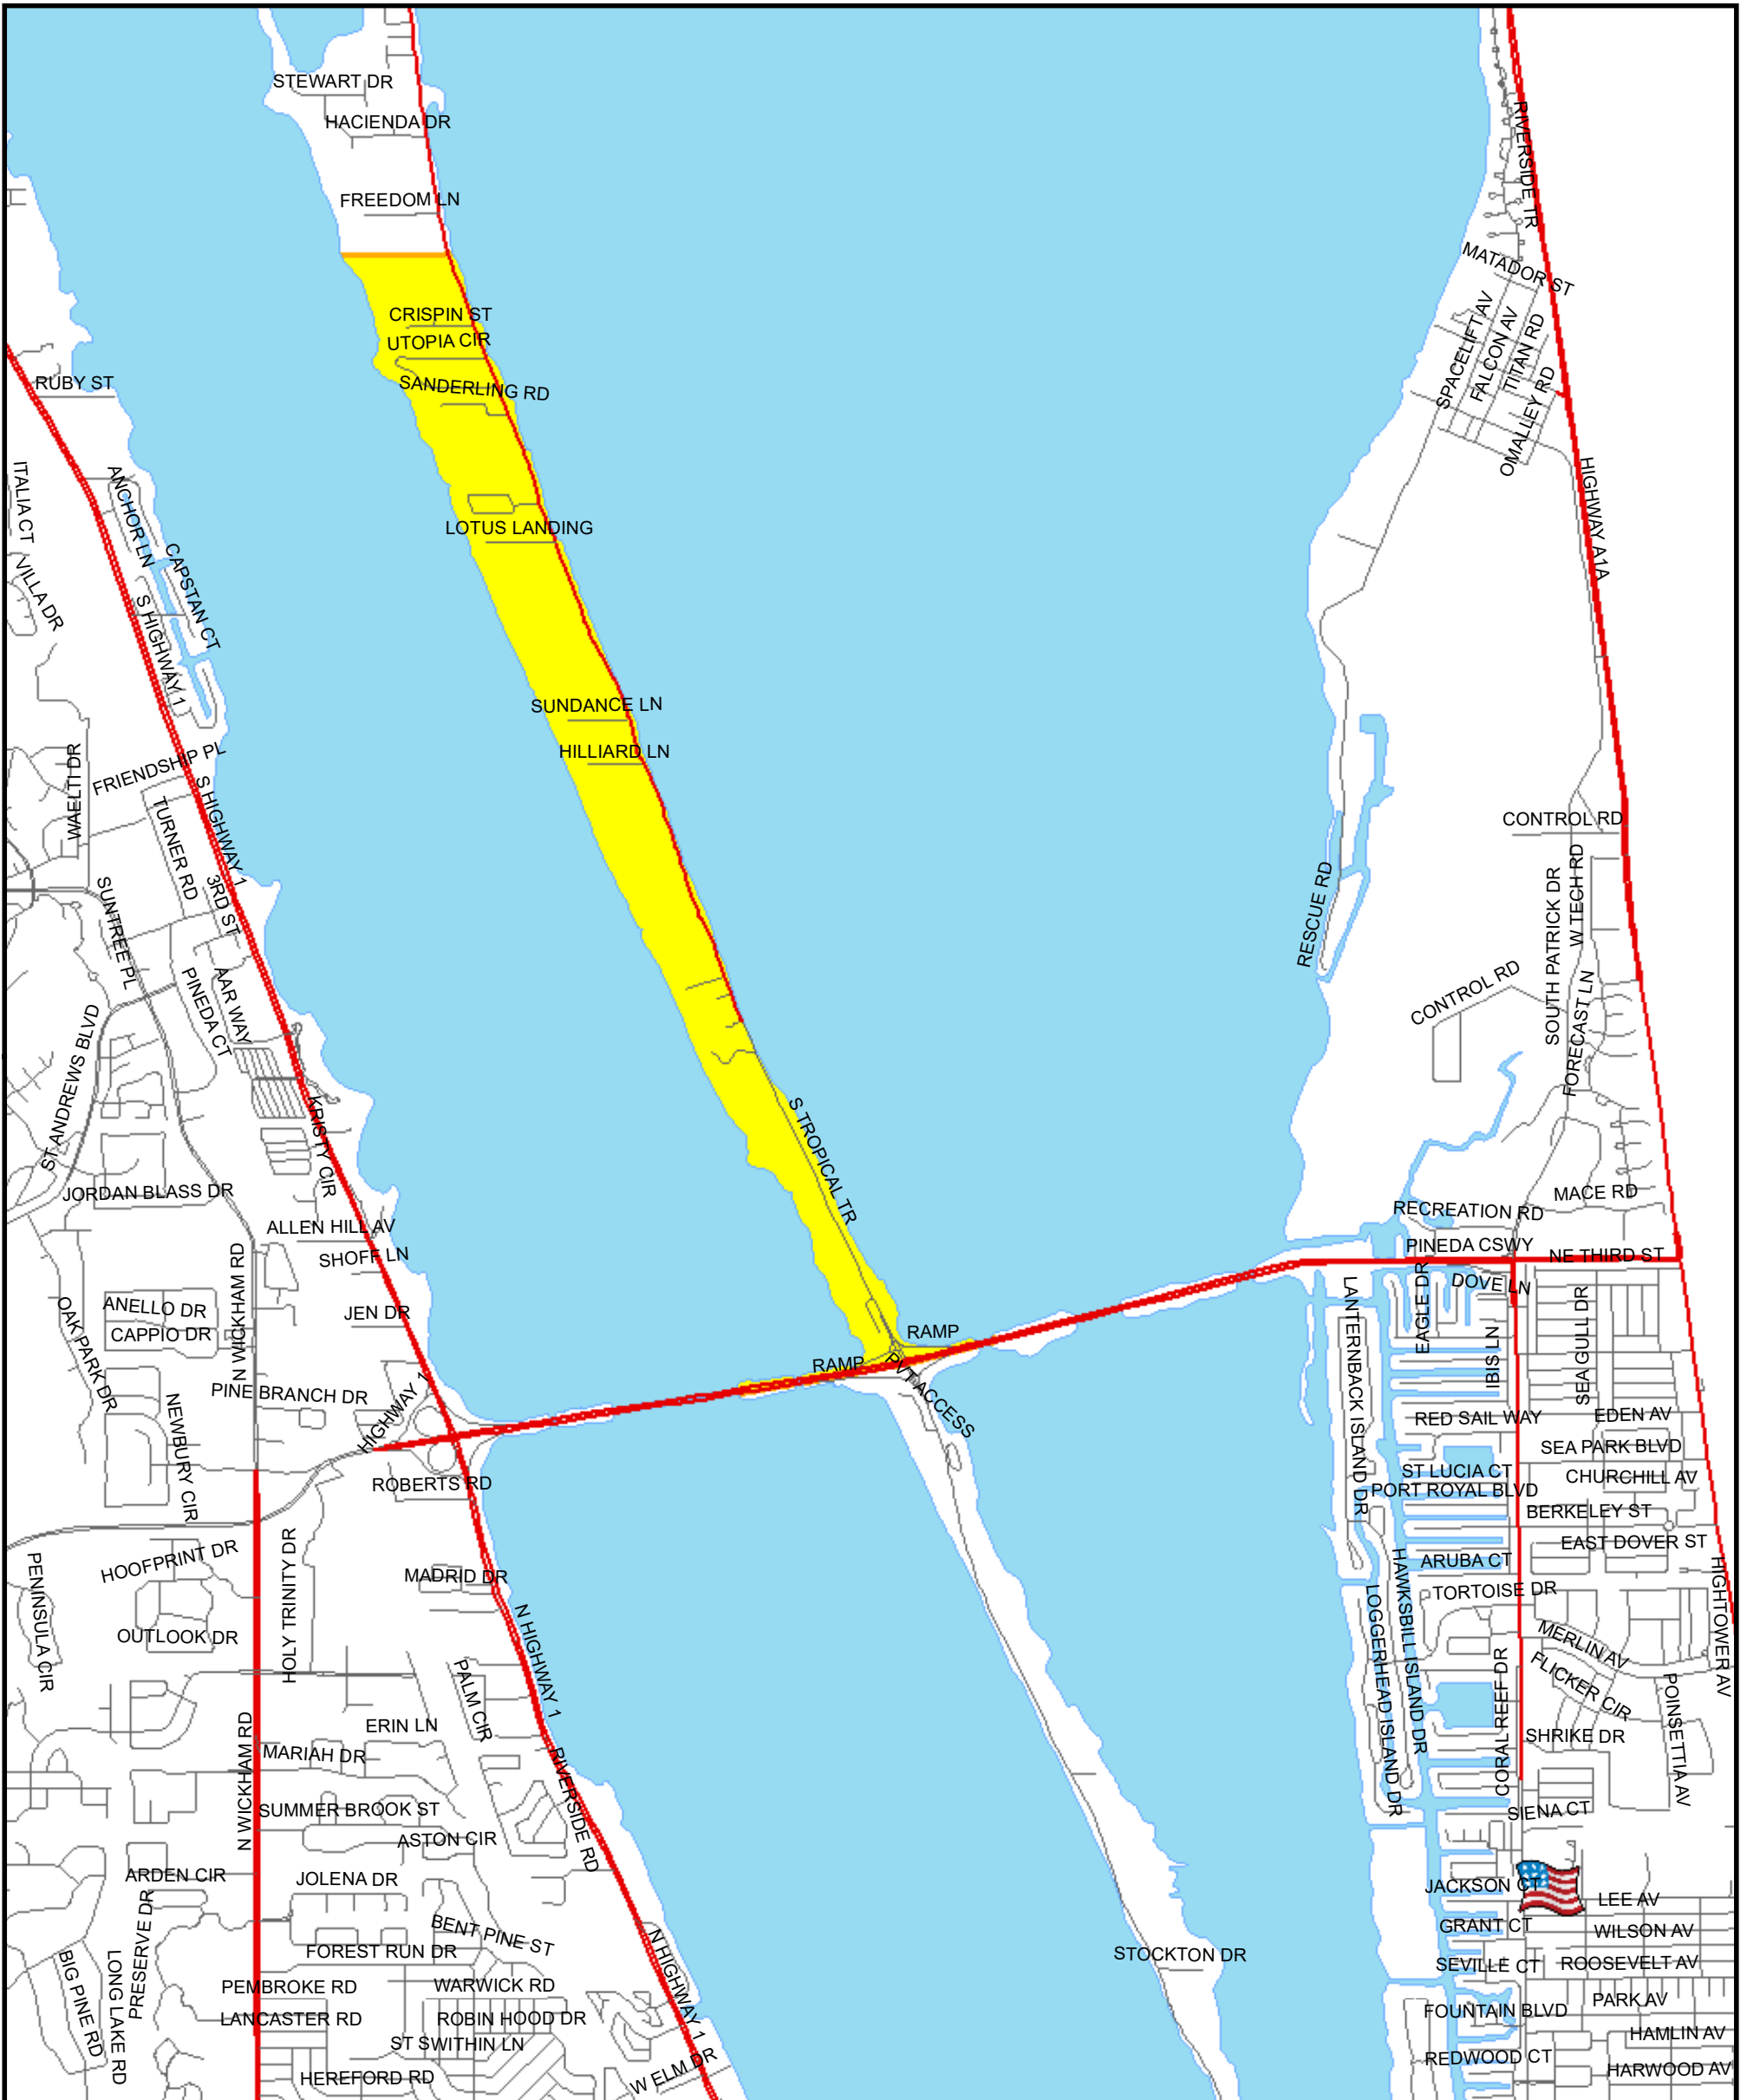 STEWART DR
HACIENDA DR
FREEDOM LN
RIVERSIDE TR
MATADOR ST
CRISPIN ST
UTOPIA CIR
SANDERLING RD
SPACELIFT AV
FALCON AV
TITAN RD
OMALLEY RD
RUBY ST
ITALIA CT
ANCHOR LN
LOTUS LANDING
HIGHWAY A1A
VILLA DR
CAPSTAN CT
S HIGHWAY 1
SUNDANCE LN
HILLIARD LN
WAELTI DR
FRIENDSHIP PL
TURNER RD
S HIGHWAY 1
3RD ST
CONTROL RD
SUNTREE PL
RESCUE RD
SOUTH PATRICK DR
W TECH RD
PINEDA CT
AAR WAY
CONTROL RD
FORECAST LN
ST ANDREWS BLVD
KRISTY CIR
S TROPICAL TR
JORDAN BLASS DR
MACE RD
ALLEN HILL AV
RECREATION RD
SHOFF LN
PINEDA CSWY
NE THIRD ST
N WICKHAM RD
OAK PARK DR
ANELLO DR
CAPPIO DR
JEN DR
LANTERNBACK ISLAND DR
EAGLE DR
DOVE LN
IBIS LN
SEA GULL DR
RAMP
RAMP
PVT ACCESS
PINE BRANCH DR
HIGHWAY 1
NEWBURY CIR
RED SAIL WAY
EDEN AV
SEA PARK BLVD
ROBERTS RD
ST LUCIA CT
CHURCHILL AV
PORT ROYAL BLVD
BERKELEY ST
EAST DOVER ST
HOOFPRINT DR
PENINSULA CIR
HOLY TRINITY DR
MADRID DR
ARUBA CT
TORTOISE DR
HIGHTOWER AV
HAWKSBILL ISLAND DR
LOGGERHEAD ISLAND DR
OUTLOOK DR
N HIGHWAY 1
PALM CIR
MERLIN AV
FLICKER CIR
POINSETTIA AV
CORAL REEF DR
ERIN LN
MARIAH DR
SHRIKE DR
N WICKHAM RD
RIVERSIDE RD
SUMMER BROOK ST
ASTON CIR
SIENA CT
ARDEN CIR
JOLENA DR
JACKSON CT
LEE AV
PRESERVE DR
BENT PINE ST
GRANT CT
WILSON AV
FOREST RUN DR
N HIGHWAY 1
STOCKTON DR
SEVILLE CT
ROOSEVELT AV
BIG PINE RD
LONG LAKE RD
PEMBROKE RD
WARWICK RD
PARK AV
LANCASTER RD
ROBIN HOOD DR
FOUNTAIN BLVD
ST SWITHIN LN
HAMLIN AV
REDWOOD CT
HEREFORD RD
W ELM DR
HARWOOD AV